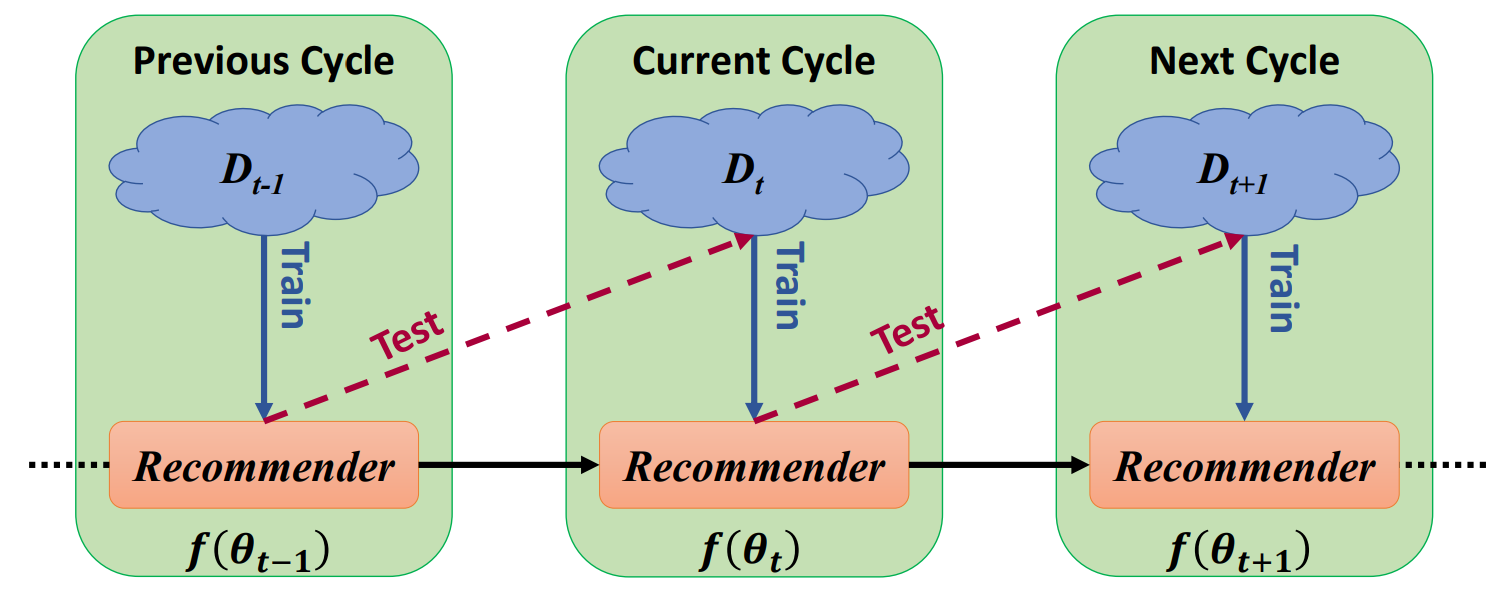 Previous Cycle
D_{t-1}
Train
Test
Recommender
f(θ_{t−1})
Current Cycle
D_t
Train
Test
Recommender
f(θ_t)
Next Cycle
D_{t+1}
Train
Recommender
f(θ_{t+1})